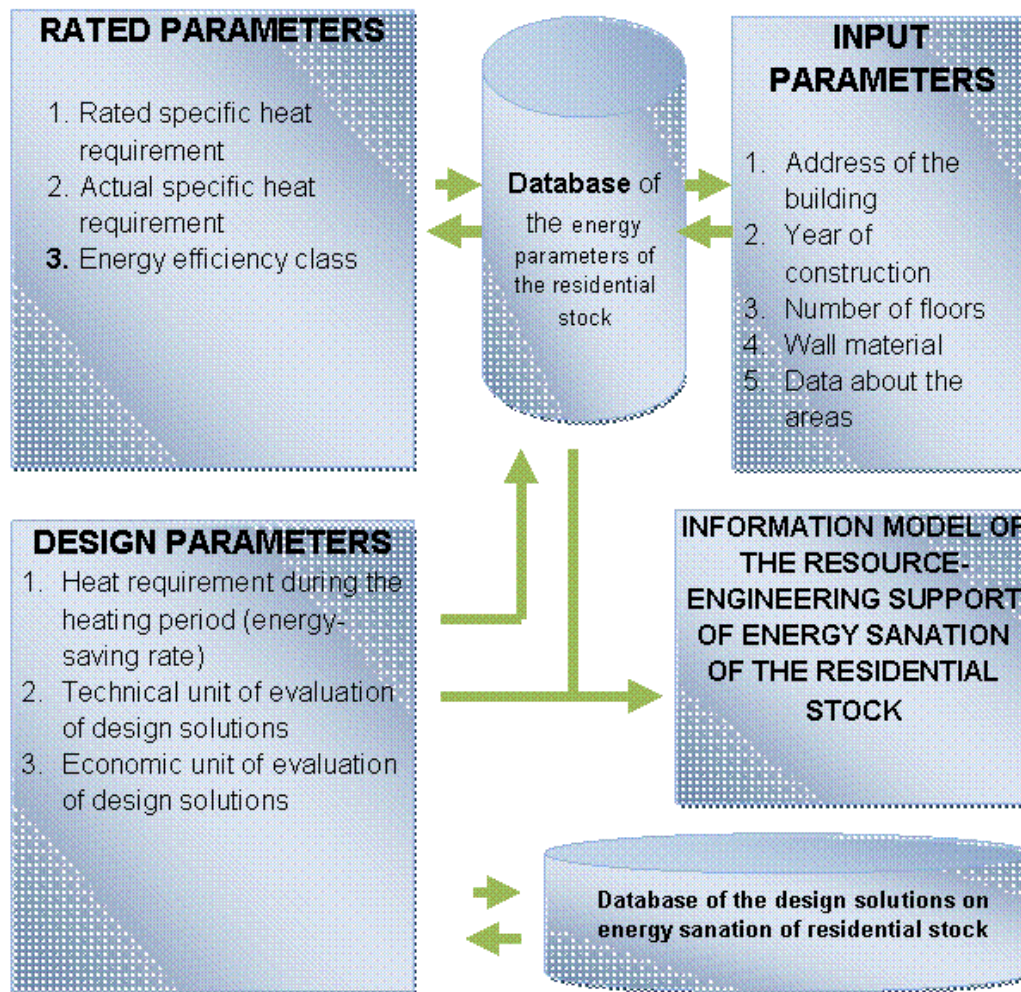 RATED PARAMETERS
1. Rated specific heat
requirement
2. Actual specific heat
requirement
3. Energy efficiency class
Database of
the energy
parameters of
the residential
stock
INPUT
PARAMETERS
1. Address of the
building
2. Year of
construction
3. Number of floors
4. Wall material
5. Data about the
areas
DESIGN PARAMETERS
1. Heat requirement during the
heating period (energy-
saving rate)
2. Technical unit of evaluation
of design solutions
3. Economic unit of evaluation
of design solutions
INFORMATION MODEL OF
THE RESOURCE-
ENGINEERING SUPPORT
OF ENERGY SANATION
OF THE RESIDENTIAL
STOCK
Database of the design solutions on
energy sanation of residential stock